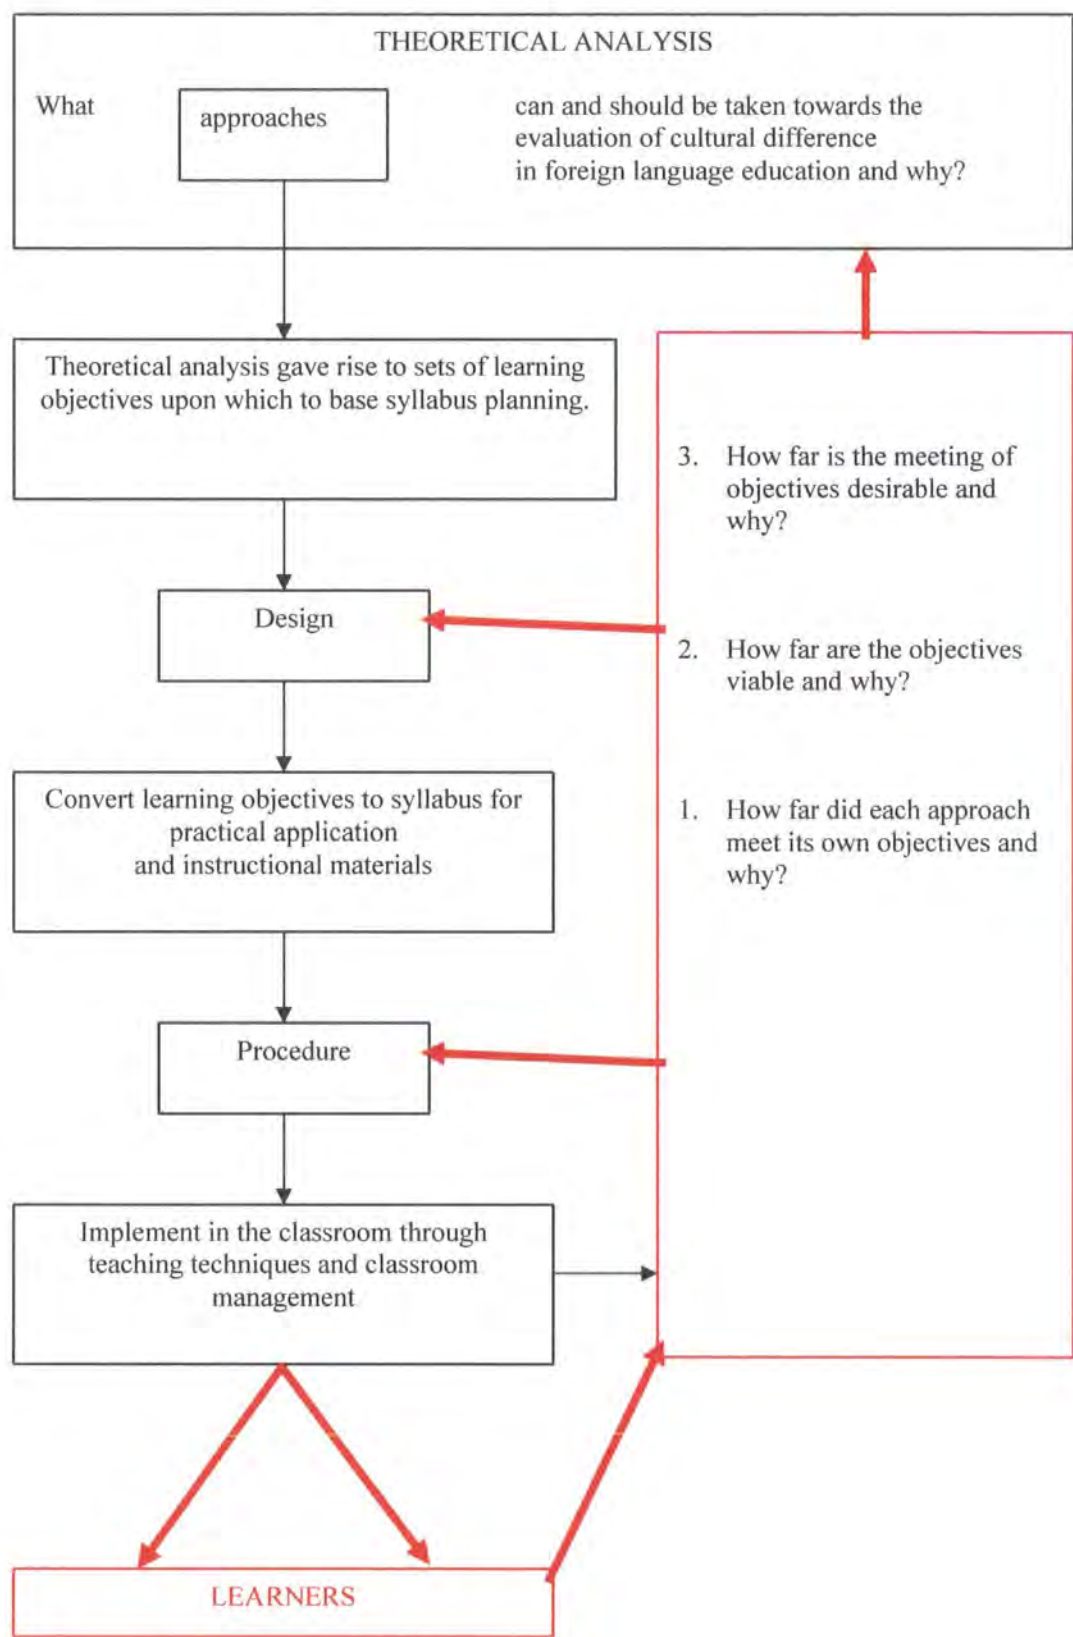 THEORETICAL ANALYSIS
What
approaches
can and should be taken towards the
evaluation of cultural difference
in foreign language education and why?
Theoretical analysis gave rise to sets of learning
objectives upon which to base syllabus planning.
Design
Convert learning objectives to syllabus for
practical application
and instructional materials
Procedure
Implement in the classroom through
teaching techniques and classroom
management
LEARNERS
3. How far is the meeting of
objectives desirable and
why?
2. How far are the objectives
viable and why?
1. How far did each approach
meet its own objectives and
why?